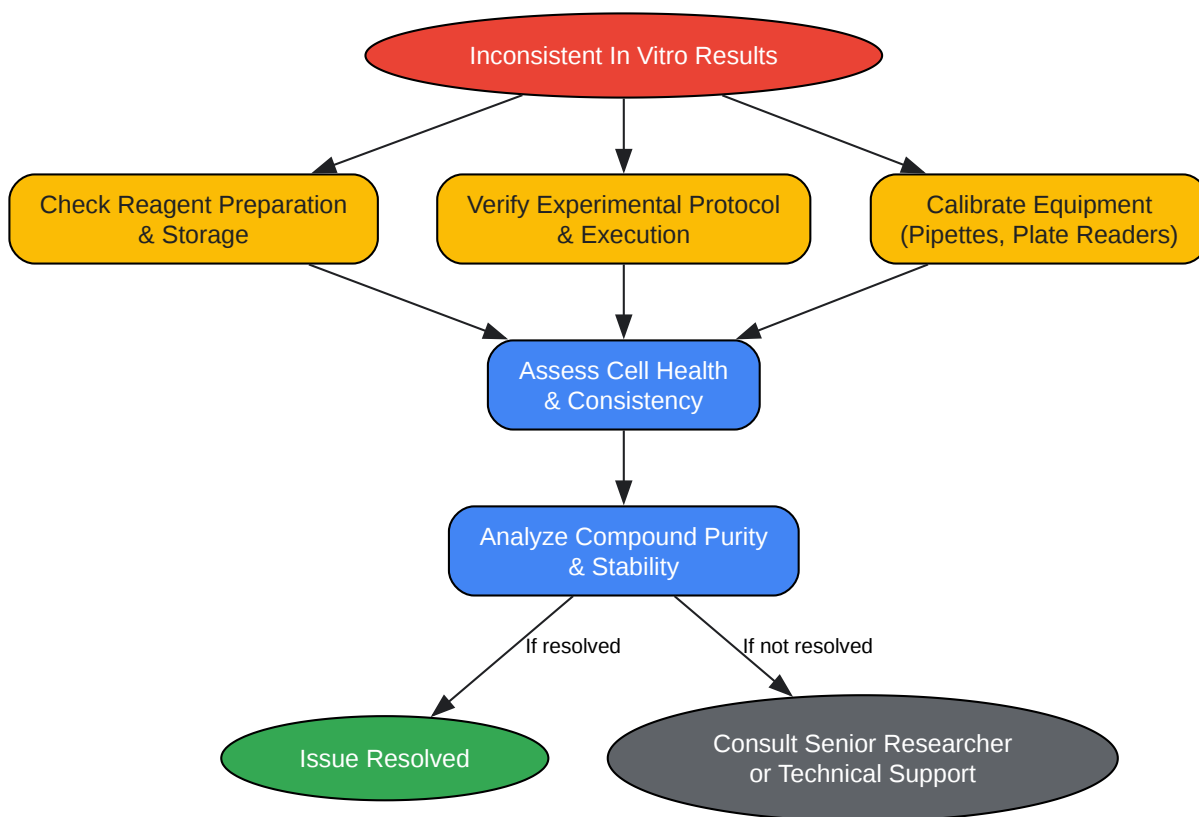 Inconsistent In Vitro Results
Check Reagent Preparation
& Storage
Verify Experimental Protocol
& Execution
Calibrate Equipment
(Pipettes, Plate Readers)
Assess Cell Health
& Consistency
Analyze Compound Purity
& Stability
If resolved
If not resolved
Issue Resolved
Consult Senior Researcher
or Technical Support